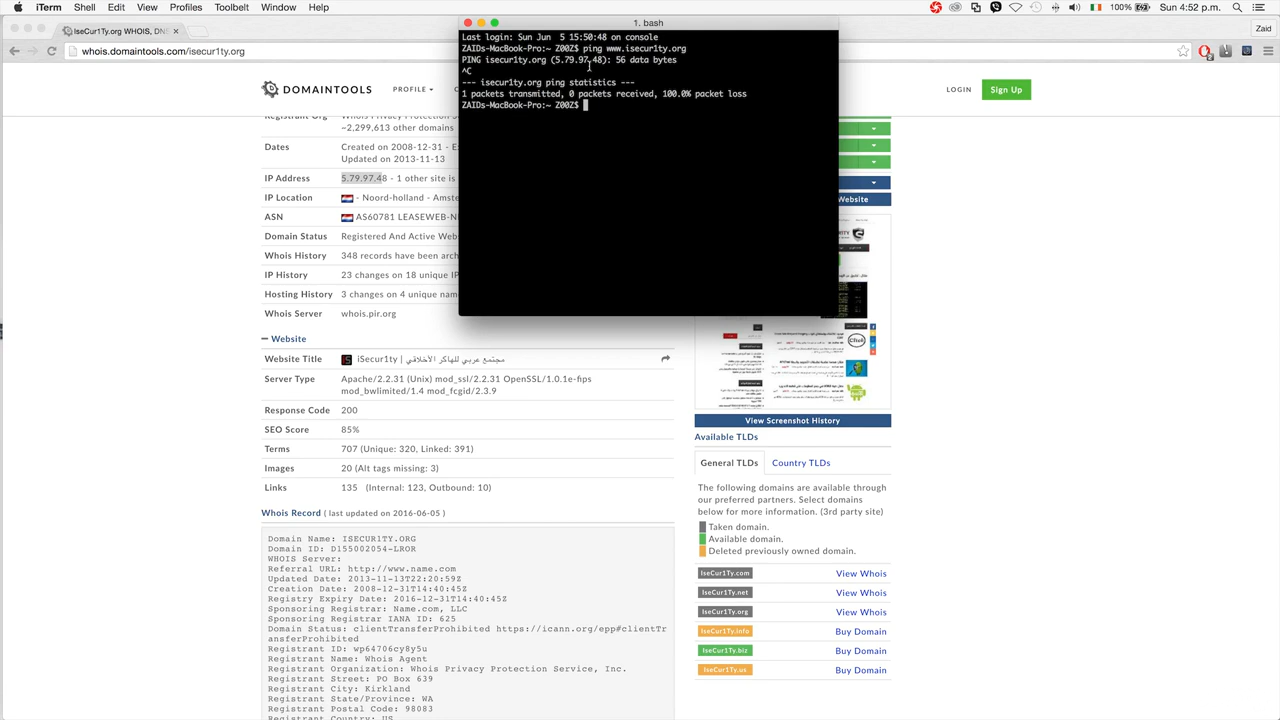 iTerm Shell Edit View Profiles Toolbelt Window Help
100% Sun 4:52 p.m.
1. bash
IseCur1Ty.org WHOIS, DNS
Zaid
whois.domaintools.com/isecur1ty.org
Last login: Sun Jun 5 15:50:48 on console
ZAIDs-MacBook-Pro:~ Z00Z$ ping www.isecur1ty.org
PING isecur1ty.org (5.79.97.48): 56 data bytes
^C
--- isecur1ty.org ping statistics ---
1 packets transmitted, 0 packets received, 100.0% packet loss
ZAIDs-MacBook-Pro:~ Z00Z$
DOMAINTOOLS
PROFILE
LOGIN
Sign Up
Registrant Org Whois Privacy Protection S
~2,299,613 other domains
Dates Created on 2008-12-31 - E
Updated on 2013-11-13
IP Address 5.79.97.48 - 1 other site is
IP Location - Noord-holland - Amste
ASN AS60781 LEASEWEB-N
Domain Status Registered And Active Web
Whois History 348 records have been arch
IP History 23 changes on 18 unique IP
Hosting History 3 changes on 4 unique name
Whois Server whois.pir.org
Website
Website Title iSecur1ty | مجتمع عربي للهاكر الأخلاقي
Server Type Apache/2.2.31 (Unix) mod_ssl/2.2.31 OpenSSL/1.0.1e-fips
mod_bwlimited/1.4 mod_fcgid/2.3.9
Response Code 200
SEO Score 85%
Terms 707 (Unique: 320, Linked: 391)
Images 20 (Alt tags missing: 3)
Links 135 (Internal: 123, Outbound: 10)
Whois Record ( last updated on 2016-06-05 )
Domain Name: ISECUR1TY.ORG
Domain ID: D155002054-LROR
WHOIS Server:
Referral URL: http://www.name.com
Updated Date: 2013-11-13T22:20:59Z
Creation Date: 2008-12-31T14:40:45Z
Registry Expiry Date: 2016-12-31T14:40:45Z
Sponsoring Registrar: Name.com, LLC
Sponsoring Registrar IANA ID: 625
Domain Status: clientTransferProhibited https://icann.org/epp#clientTr
ansferProhibited
Registrant ID: wp64706cy8y5u
Registrant Name: Whois Agent
Registrant Organization: Whois Privacy Protection Service, Inc.
Registrant Street: PO Box 639
Registrant City: Kirkland
Registrant State/Province: WA
Registrant Postal Code: 98083
Registrant Country: US
Website
View Screenshot History
Available TLDs
General TLDs Country TLDs
The following domains are available through
our preferred partners. Select domains
below for more information. (3rd party site)
Taken domain.
Available domain.
Deleted previously owned domain.
IseCur1Ty.com View Whois
IseCur1Ty.net View Whois
IseCur1Ty.org View Whois
IseCur1Ty.info Buy Domain
IseCur1Ty.biz Buy Domain
IseCur1Ty.us Buy Domain